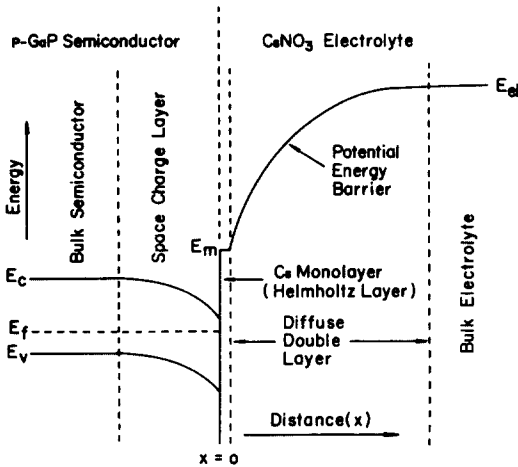 p-GaP Semiconductor
CsNO3 Electrolyte
Energy
Bulk Semiconductor
Space Charge Layer
Eel
Potential
Energy
Barrier
Em
Ec
Cs Monolayer
(Helmholtz Layer)
Ef
Ev
Diffuse
Double
Layer
Bulk Electrolyte
Distance(x)
x = o